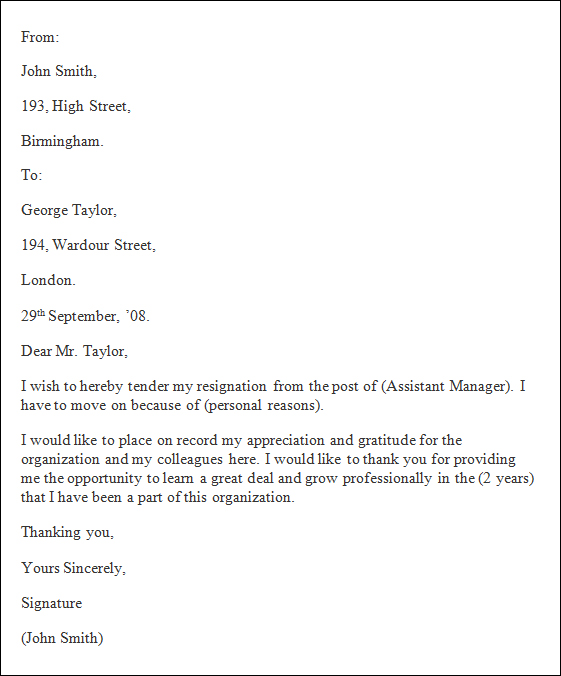 From:
John Smith,
193, High Street,
Birmingham.
To:
George Taylor,
194, Wardour Street,
London.
29th September, ’08.
Dear Mr. Taylor,
I wish to hereby tender my resignation from the post of (Assistant Manager). I
have to move on because of (personal reasons).
I would like to place on record my appreciation and gratitude for the
organization and my colleagues here. I would like to thank you for providing
me the opportunity to learn a great deal and grow professionally in the (2 years)
that I have been a part of this organization.
Thanking you,
Yours Sincerely,
Signature
(John Smith)